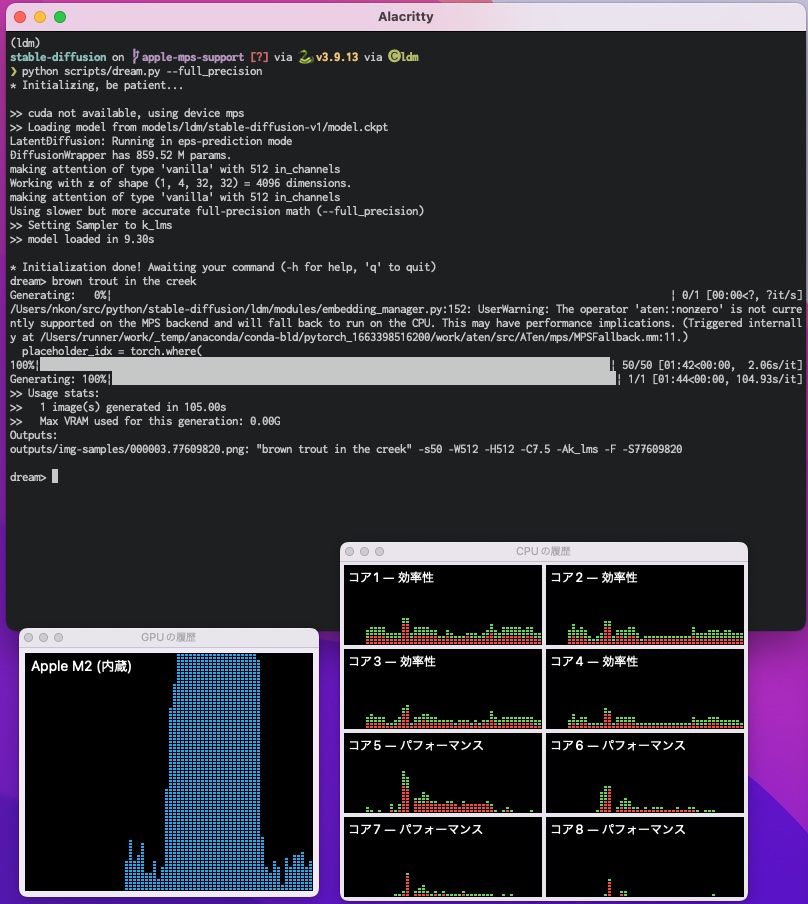 Alacritty
(ldm)
stable-diffusion on apple-mps-support [?] via v3.9.13 via ldm
❯ python scripts/dream.py --full_precision
* Initializing, be patient...
>> cuda not available, using device mps
>> Loading model from models/ldm/stable-diffusion-v1/model.ckpt
LatentDiffusion: Running in eps-prediction mode
DiffusionWrapper has 859.52 M params.
making attention of type 'vanilla' with 512 in_channels
Working with z of shape (1, 4, 32, 32) = 4096 dimensions.
making attention of type 'vanilla' with 512 in_channels
Using slower but more accurate full-precision math (--full_precision)
>> Setting Sampler to k_lms
>> model loaded in 9.30s
* Initialization done! Awaiting your command (-h for help, 'q' to quit)
dream> brown trout in the creek
Generating:   0%|                                    | 0/1 [00:00<?, ?it/s]
/Users/nkon/src/python/stable-diffusion/ldm/modules/embedding_manager.py:152: UserWarning: The operator 'aten::nonzero' is not curre
ntly supported on the MPS backend and will fall back to run on the CPU. This may have performance implications. (Triggered internall
y at /Users/runner/work/_temp/anaconda/conda-bld/pytorch_1663398516200/work/aten/src/ATen/mps/MPSFallback.mm:11.)
  placeholder_idx = torch.where(
100%|                                    | 50/50 [01:42<00:00,  2.06s/it]
Generating: 100%|                                    | 1/1 [01:44<00:00, 104.93s/it]
>> Usage stats:
>>   1 image(s) generated in 105.00s
>>   Max VRAM used for this generation: 0.00G
Outputs:
outputs/img-samples/000003.77609820.png: "brown trout in the creek" -s50 -W512 -H512 -C7.5 -Ak_lms -F -S77609820
dream>
CPU の履歴
コア1 — 効率性
コア2 — 効率性
コア3 — 効率性
コア4 — 効率性
コア5 — パフォーマンス
コア6 — パフォーマンス
コア7 — パフォーマンス
コア8 — パフォーマンス
GPU の履歴
Apple M2 (内蔵)